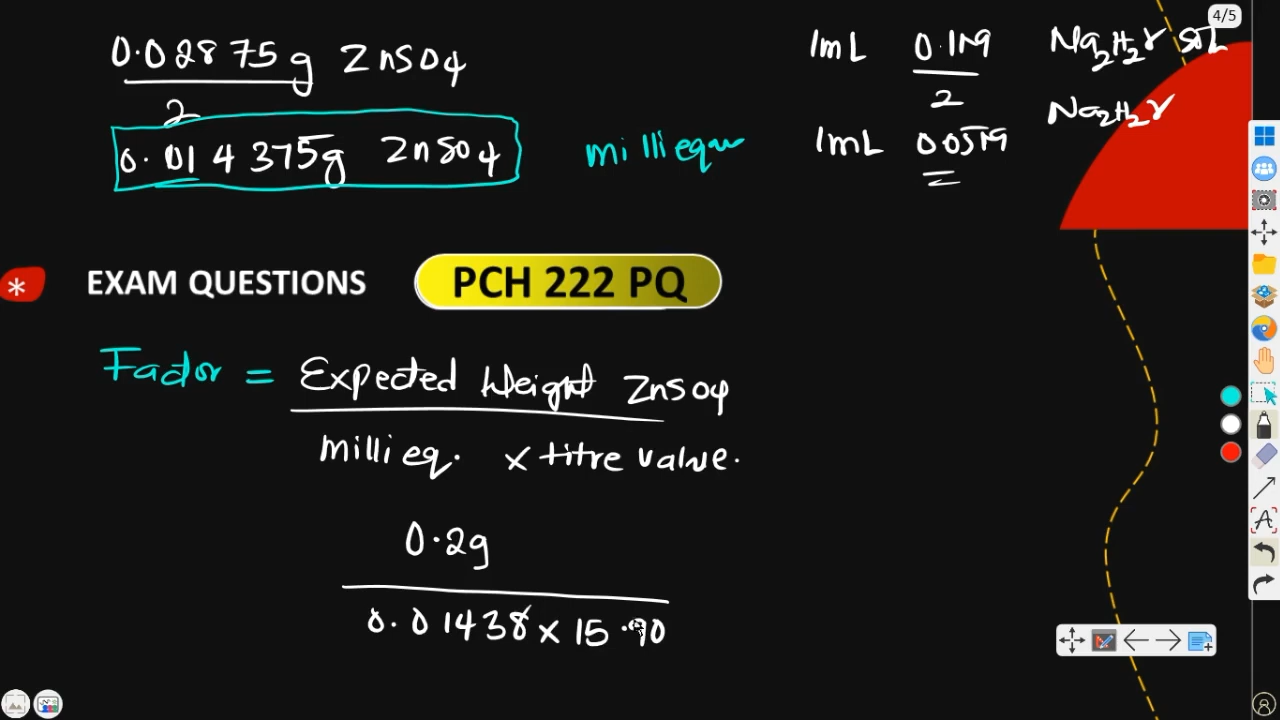 0.02875g ZnSO4
2
0.014375g ZnSO4
milliequ
1mL 0.1M Na2H2Y Sol
2
Na2H2Y
1mL 0.05M
4/5
* EXAM QUESTIONS PCH 222 PQ
Factor = Expected Weight ZnSO4
milli eq. x titre value.
0.2g
0.01438 x 15.90
A